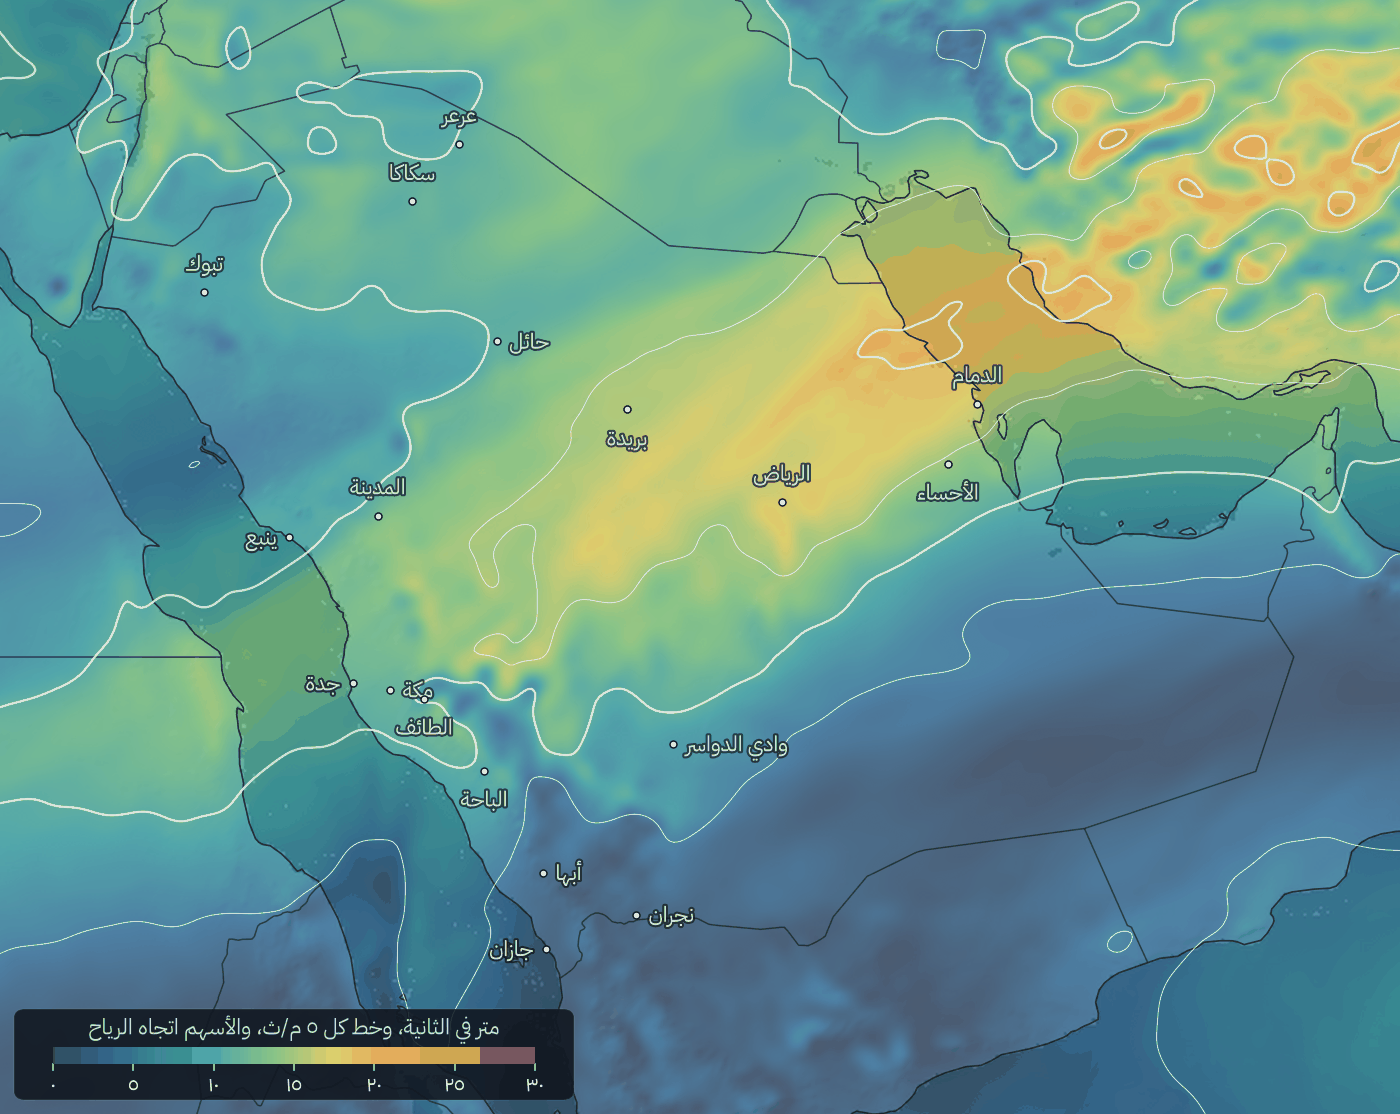 عرعر
سكاكا
تبوك
حائل
الدمام
بريدة
الرياض
الأحساء
المدينة
ينبع
جدة
مكة
الطائف
وادي الدواسر
الباحة
أبها
نجران
جازان
متر في الثانية، وخط كل ٥ م/ث، والأسهم اتجاه الرياح
٠ ٥ ١٠ ١٥ ٢٠ ٢٥ ٣٠